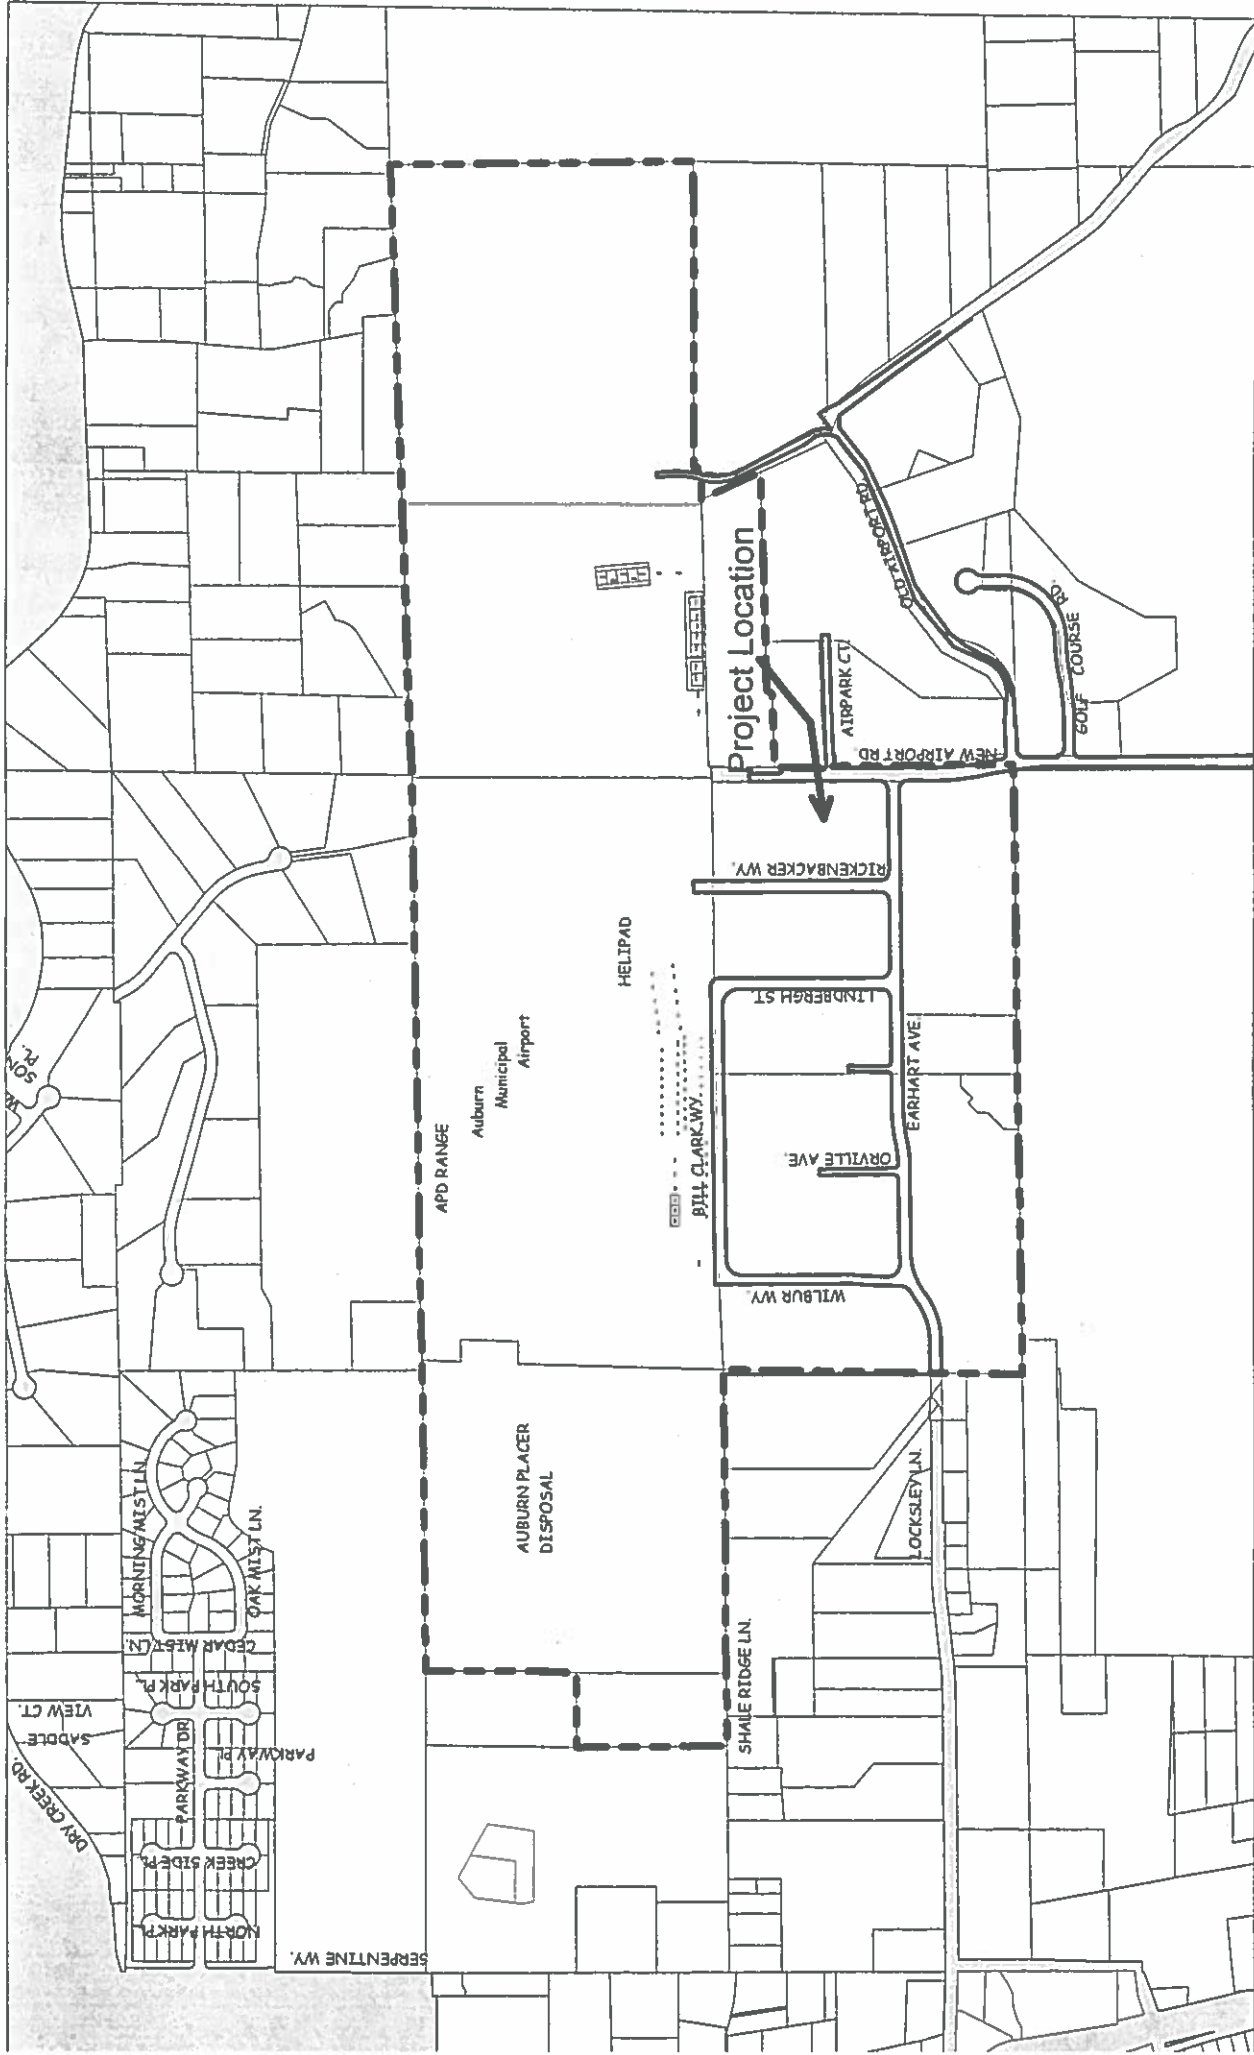 SON
PL.
DRY CREEK RD.
SADDLE
VIEW CT.
MORNING MIST LN.
OAK MIST LN.
CEDAR MIST LN.
SOUTH PARK PL.
PARKWAY DR.
PARKWAY PL.
CREEK SIDE PL.
NORTH PARK PL.
SERPENTINE WY.
APD RANGE
Auburn
Municipal
Airport
HELIPAD
AUBURN PLACER
DISPOSAL
SHALE RIDGE LN.
LOCKSLEY LN.
BILL CLARK WY.
WILBUR WY.
ORVILLE AVE.
EARHART AVE.
LINDBERGH ST.
RICKENBACKER WY.
Project Location
AIRPARK CT.
NEW AIRPORT RD
OLD AIRPORT RD.
GOLF COURSE RD.